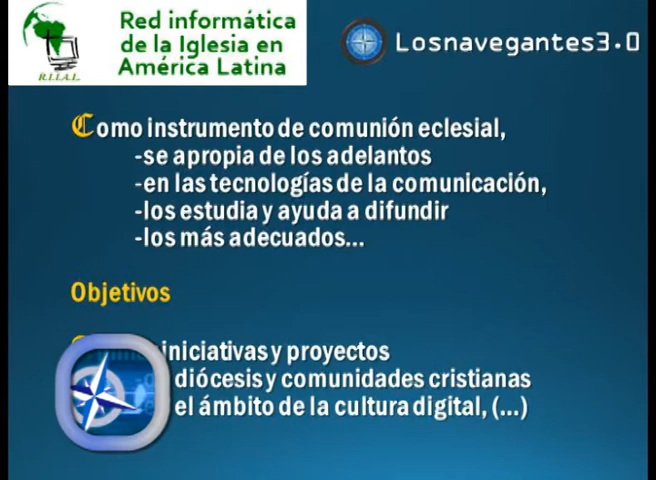 Red informática
de la Iglesia en
América Latina
R.I.I.A.L.
Losnavegantes3.0
Como instrumento de comunión eclesial,
-se apropia de los adelantos
-en las tecnologías de la comunicación,
-los estudia y ayuda a difundir
-los más adecuados...
Objetivos
iniciativas y proyectos
diócesis y comunidades cristianas
el ámbito de la cultura digital, (...)